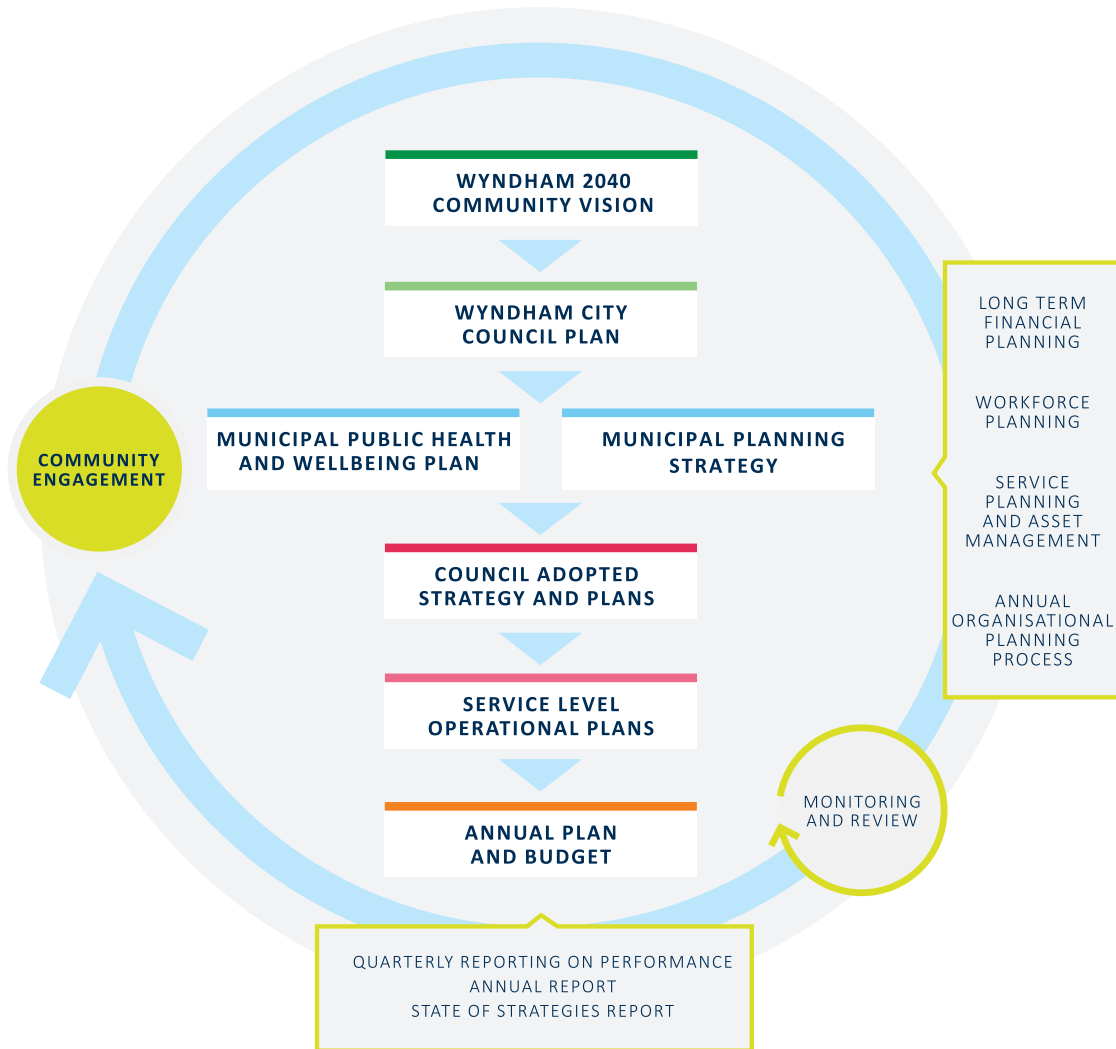 WYNDHAM 2040
COMMUNITY VISION
WYNDHAM CITY
COUNCIL PLAN
MUNICIPAL PUBLIC HEALTH
AND WELLBEING PLAN
MUNICIPAL PLANNING
STRATEGY
COUNCIL ADOPTED
STRATEGY AND PLANS
SERVICE LEVEL
OPERATIONAL PLANS
ANNUAL PLAN
AND BUDGET
COMMUNITY
ENGAGEMENT
LONG TERM
FINANCIAL
PLANNING
WORKFORCE
PLANNING
SERVICE
PLANNING
AND ASSET
MANAGEMENT
ANNUAL
ORGANISATIONAL
PLANNING
PROCESS
MONITORING
AND REVIEW
QUARTERLY REPORTING ON PERFORMANCE
ANNUAL REPORT
STATE OF STRATEGIES REPORT